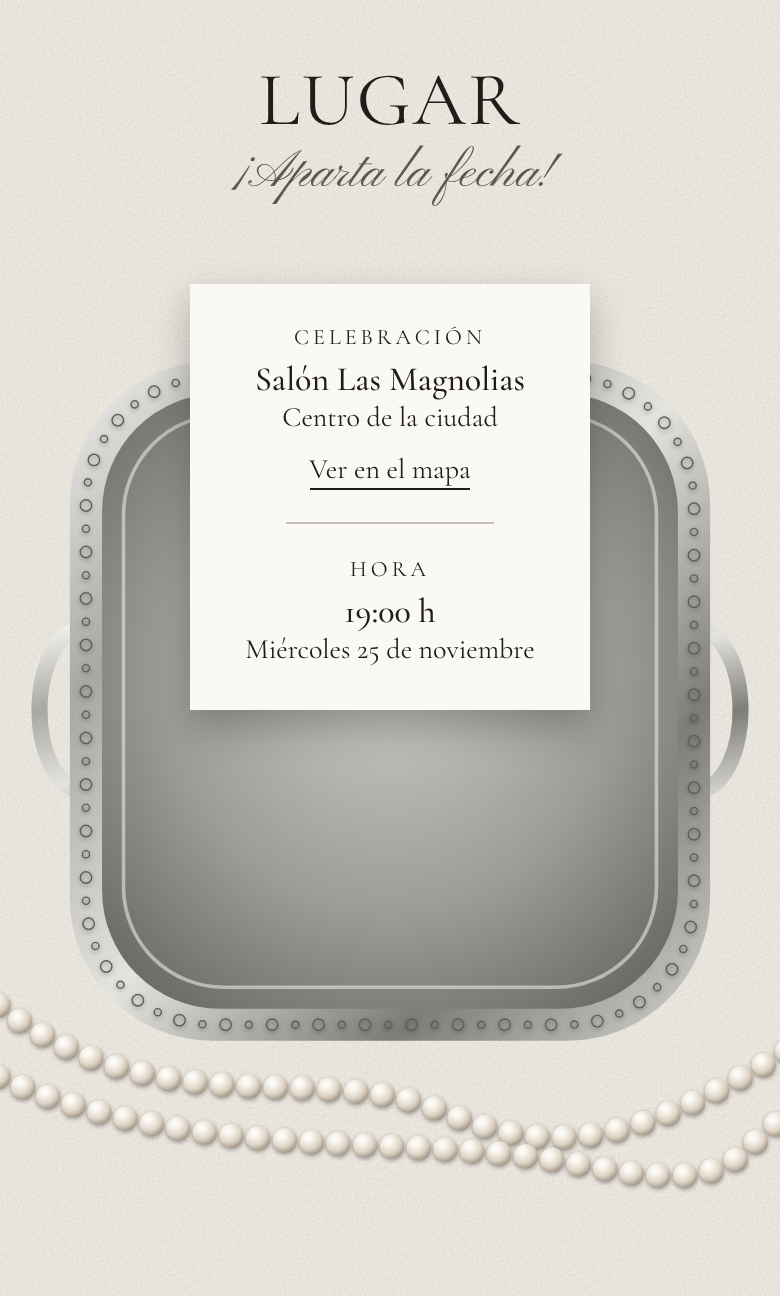 LUGAR
¡Aparta la fecha!
CELEBRACIÓN
Salón Las Magnolias
Centro de la ciudad
Ver en el mapa
HORA
19:00 h
Miércoles 25 de noviembre